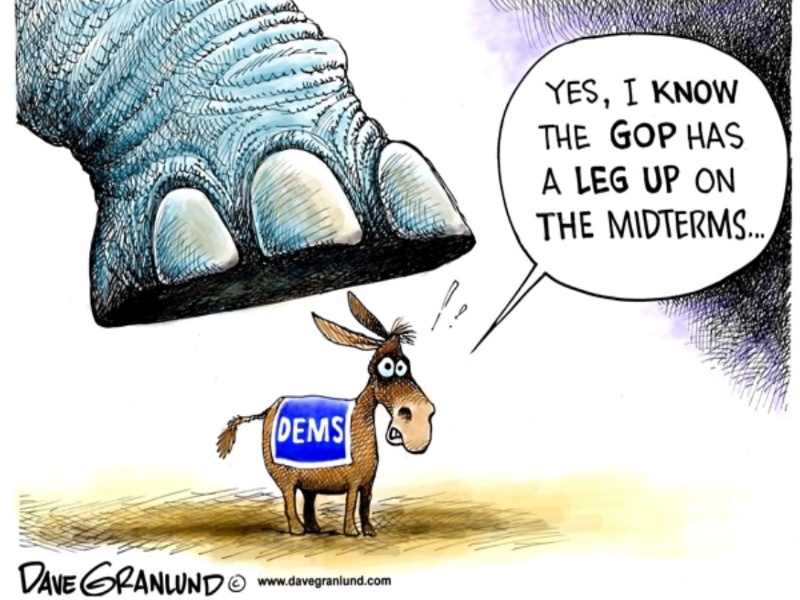 YES, I KNOW
THE GOP HAS
A LEG UP ON
THE MIDTERMS...
!!
DEMS
DAVE GRANLUND © www.davegranlund.com